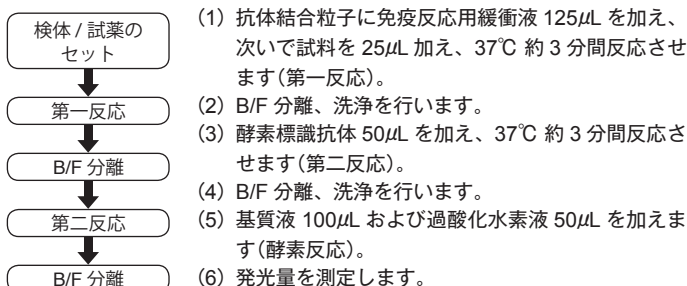 検体 / 試薬の
セット
第一反応
B/F 分離
第二反応
B/F 分離
(1) 抗体結合粒子に免疫反応用緩衝液 125μL を加え、
次いで試料を 25μL 加え、37℃ 約 3 分間反応させ
ます(第一反応)。
(2) B/F 分離、洗浄を行います。
(3) 酵素標識抗体 50μL を加え、37℃ 約 3 分間反応さ
せます(第二反応)。
(4) B/F 分離、洗浄を行います。
(5) 基質液 100μL および過酸化水素液 50μL を加えま
す(酵素反応)。
(6) 発光量を測定します。